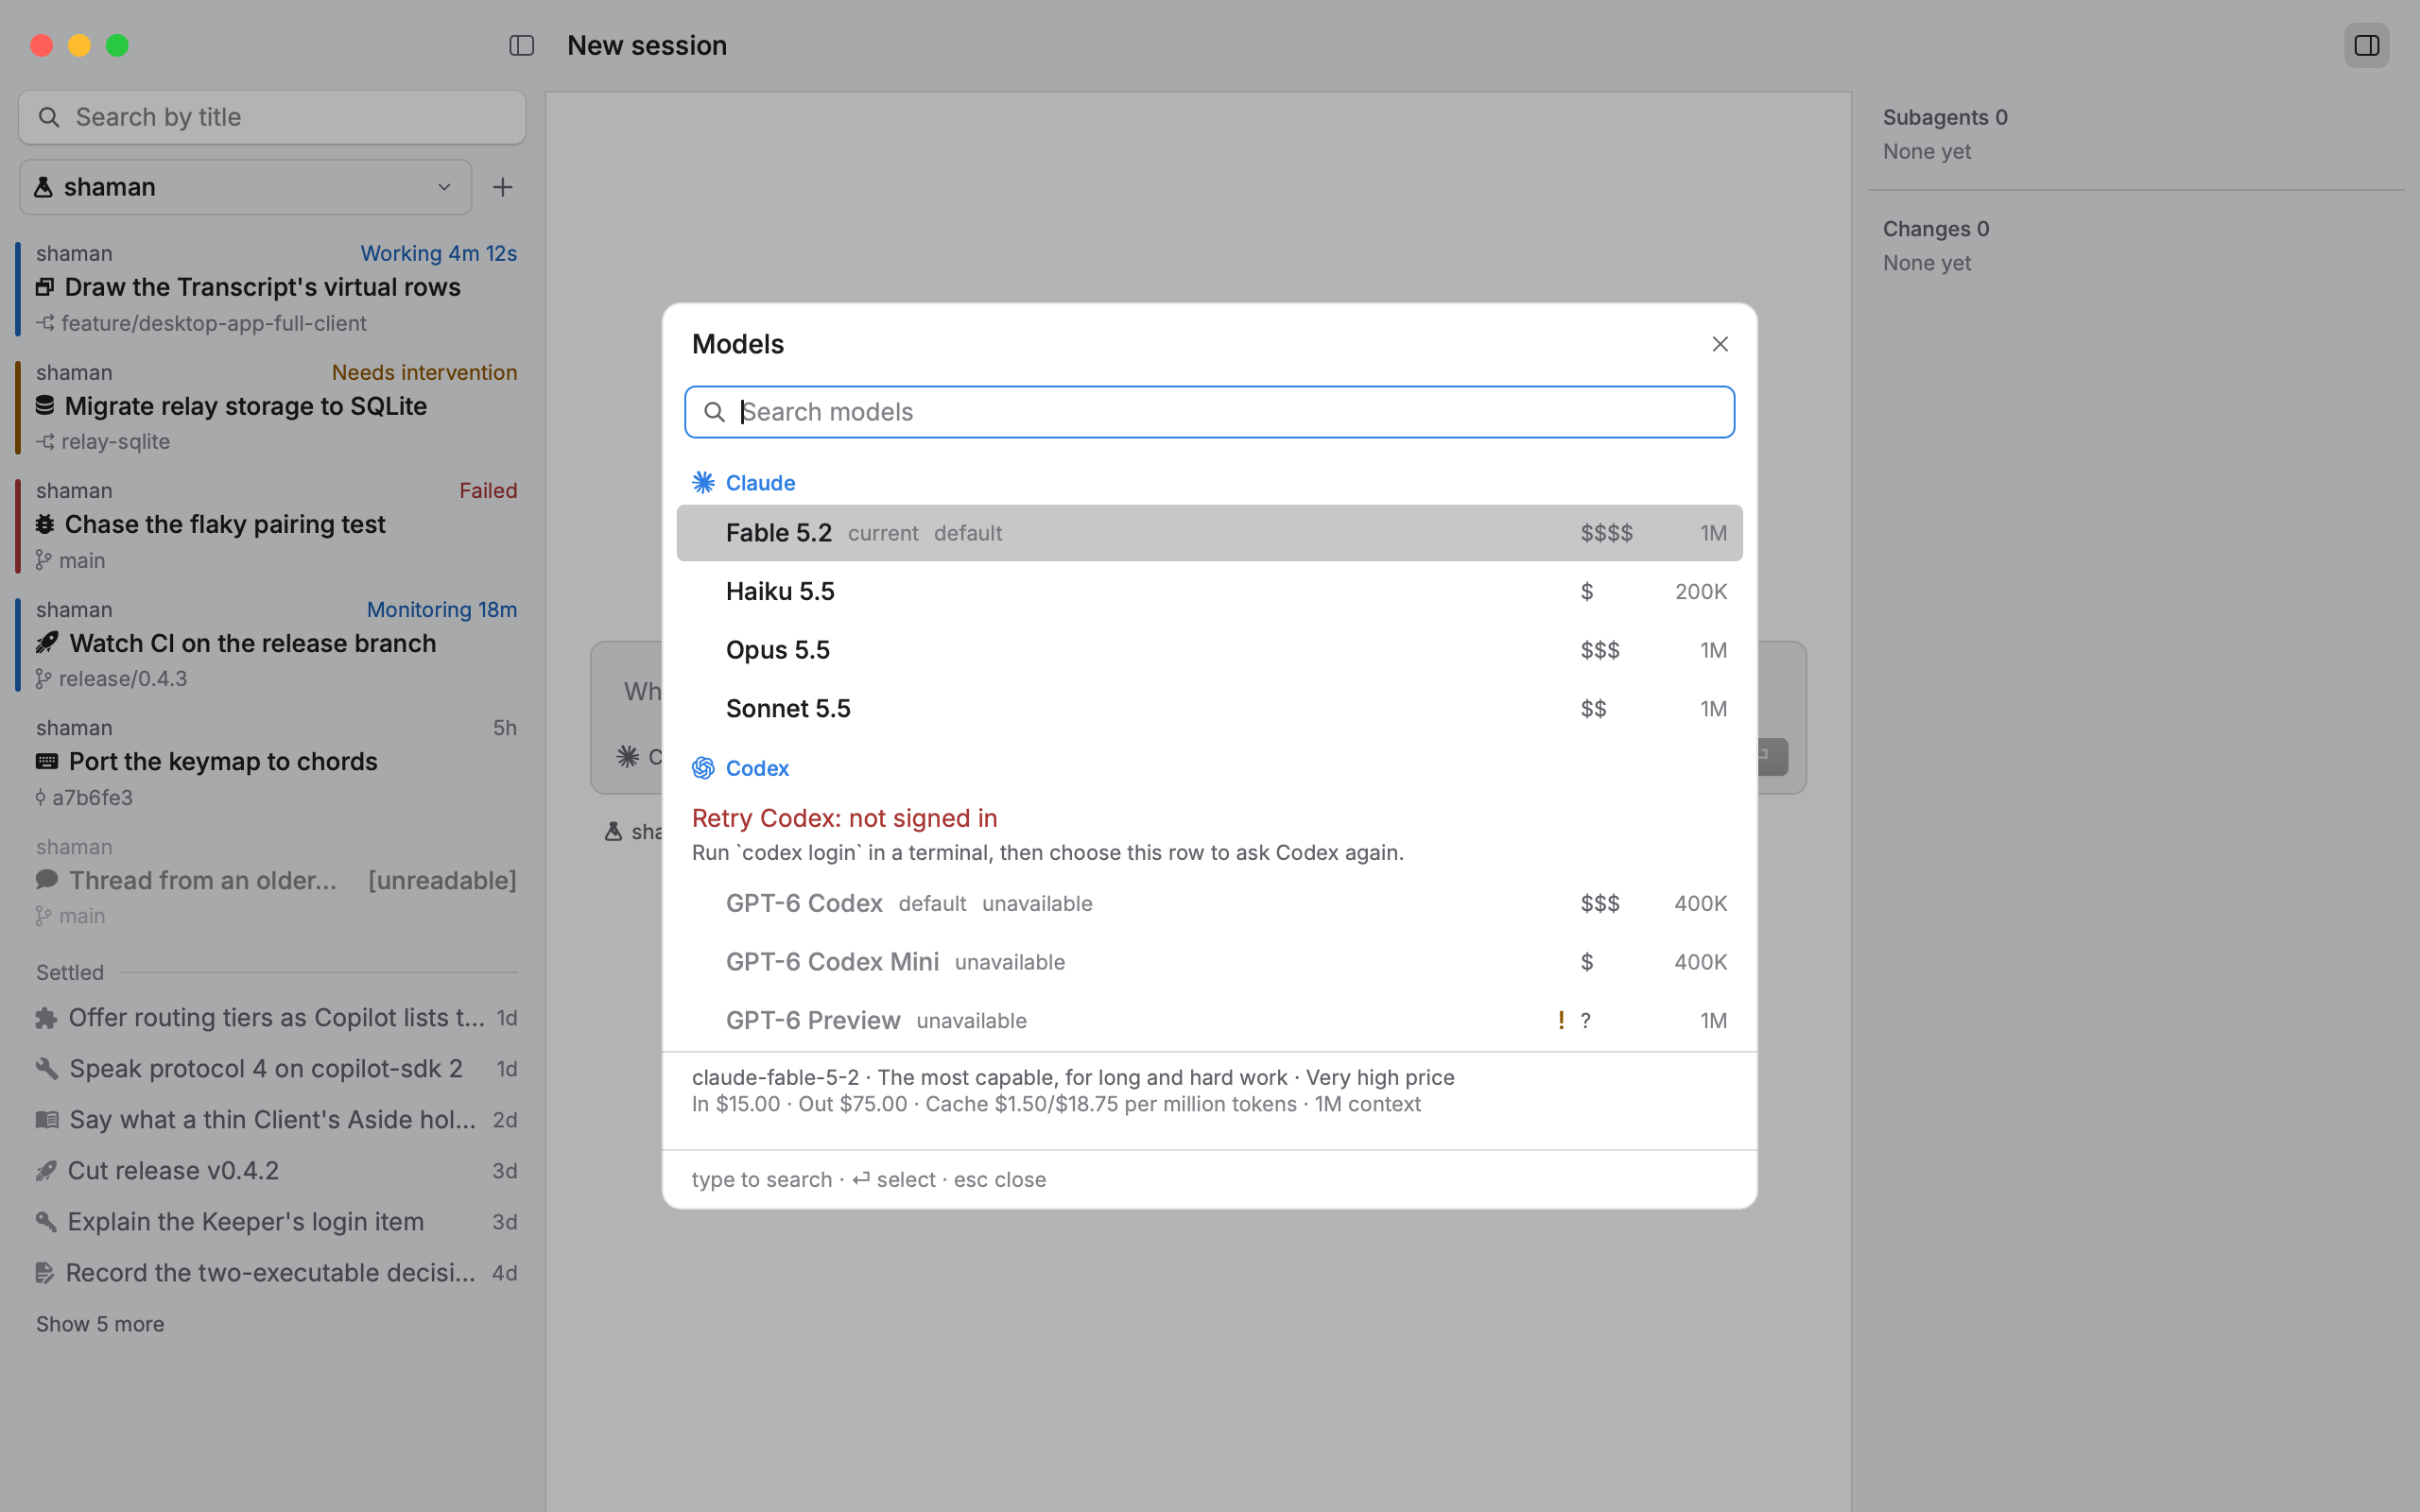 New session
Search by title
shaman
shaman Working 4m 12s
Draw the Transcript's virtual rows
feature/desktop-app-full-client
shaman Needs intervention
Migrate relay storage to SQLite
relay-sqlite
shaman Failed
Chase the flaky pairing test
main
shaman Monitoring 18m
Watch CI on the release branch
release/0.4.3
shaman 5h
Port the keymap to chords
a7b6fe3
shaman
Thread from an older... [unreadable]
main
Settled
Offer routing tiers as Copilot lists t... 1d
Speak protocol 4 on copilot-sdk 2 1d
Say what a thin Client's Aside hol... 2d
Cut release v0.4.2 3d
Explain the Keeper's login item 3d
Record the two-executable decisi... 4d
Show 5 more
Wh
C
sha
Models
Search models
Claude
Fable 5.2 current default $$$$ 1M
Haiku 5.5 $ 200K
Opus 5.5 $$$ 1M
Sonnet 5.5 $$ 1M
Codex
Retry Codex: not signed in
Run `codex login` in a terminal, then choose this row to ask Codex again.
GPT-6 Codex default unavailable $$$ 400K
GPT-6 Codex Mini unavailable $ 400K
GPT-6 Preview unavailable ! ? 1M
claude-fable-5-2 · The most capable, for long and hard work · Very high price
In $15.00 · Out $75.00 · Cache $1.50/$18.75 per million tokens · 1M context
type to search · ⏎ select · esc close
Subagents 0
None yet
Changes 0
None yet